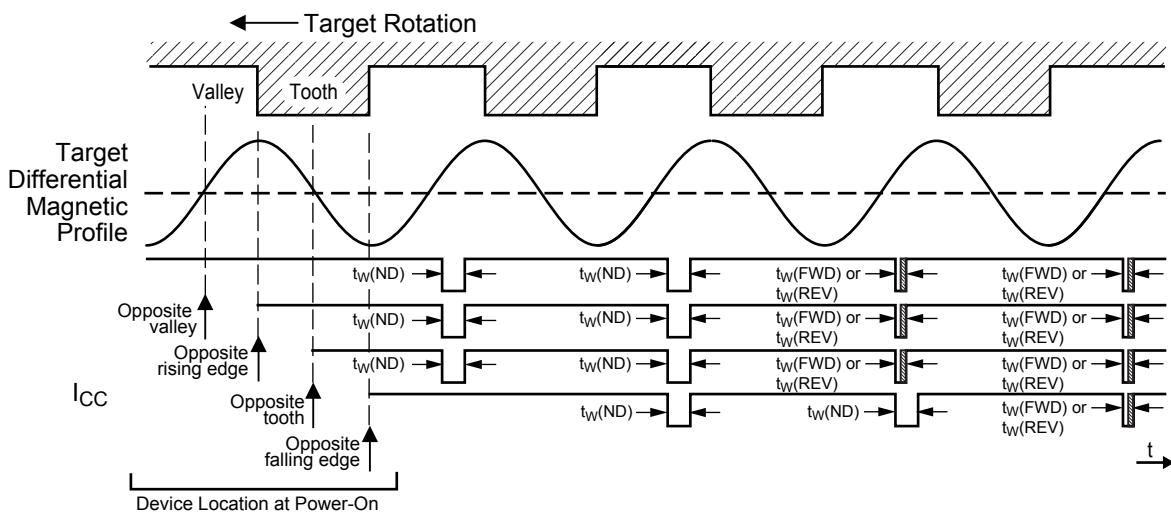 Target Rotation
Valley
Tooth
Target
Differential
Magnetic
Profile
tW(ND)
tW(ND)
tW(FWD) or
tW(REV)
tW(FWD) or
tW(REV)
Opposite
valley
tW(ND)
tW(ND)
tW(FWD) or
tW(REV)
tW(FWD) or
tW(REV)
Opposite
rising edge
tW(ND)
tW(ND)
tW(FWD) or
tW(REV)
tW(FWD) or
tW(REV)
ICC
Opposite
tooth
tW(ND)
tW(ND)
tW(FWD) or
tW(REV)
Opposite
falling edge
t
Device Location at Power-On